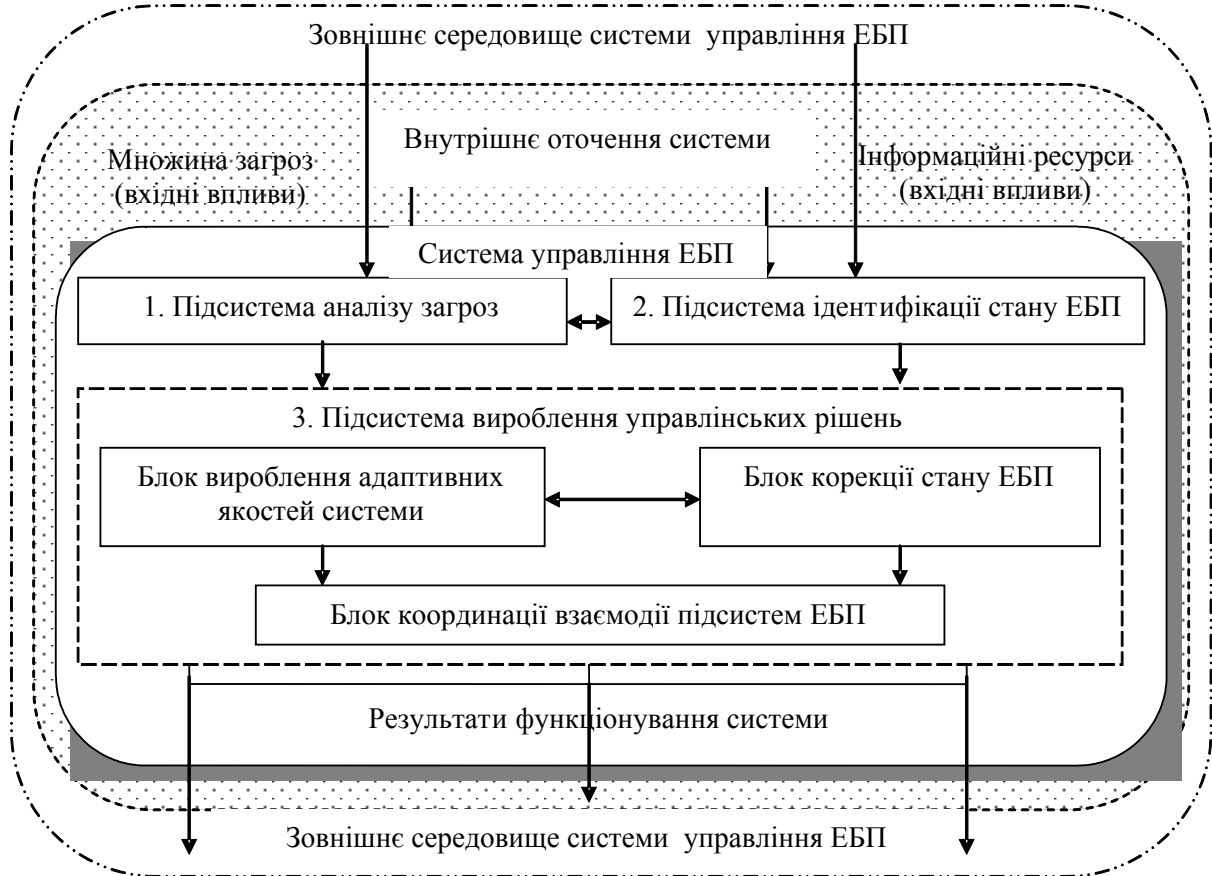 Зовнішнє середовище системи управління ЕБП
Внутрішнє оточення системи
Множина загроз
(вхідні впливи)
Інформаційні ресурси
(вхідні впливи)
Система управління ЕБП
1. Підсистема аналізу загроз
2. Підсистема ідентифікації стану ЕБП
3. Підсистема вироблення управлінських рішень
Блок вироблення адаптивних
якостей системи
Блок корекції стану ЕБП
Блок координації взаємодії підсистем ЕБП
Результати функціонування системи
Зовнішнє середовище системи управління ЕБП